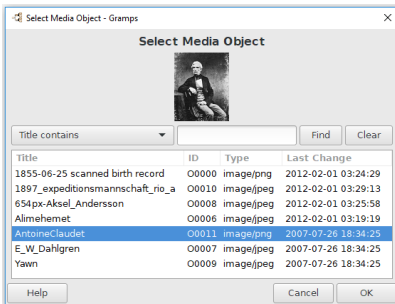 Select Media Object - Gramps
Select Media Object
Title contains Find Clear
Title ID Type Last Change
1855-06-25 scanned birth record O0000 image/png 2012-02-01 03:24:29
1897_expeditionsmannschaft_rio_a O0010 image/jpeg 2012-02-01 03:29:13
654px-Aksel_Andersson O0008 image/jpeg 2012-02-01 03:25:58
Alimehemet O0006 image/jpeg 2012-02-01 03:19:19
AntoineClaudet O0011 image/png 2007-07-26 18:34:25
E_W_Dahlgren O0007 image/jpeg 2007-07-26 18:34:25
Yawn O0009 image/jpeg 2007-07-26 18:34:25
Help Cancel OK